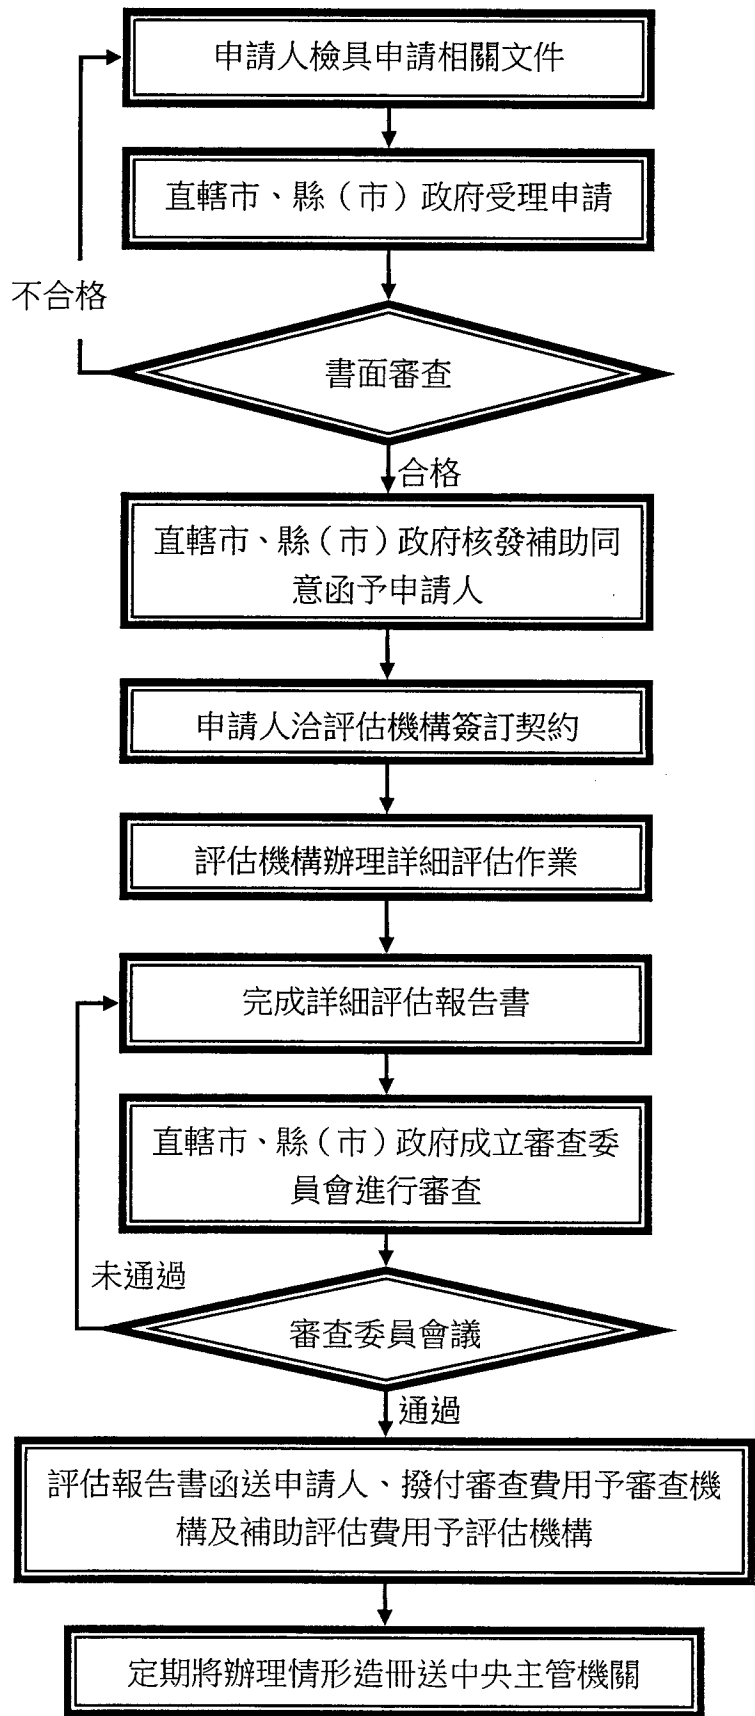 申請人檢具申請相關文件
直轄市、縣（市）政府受理申請
不合格
書面審查
合格
直轄市、縣（市）政府核發補助同
意函予申請人
申請人洽評估機構簽訂契約
評估機構辦理詳細評估作業
完成詳細評估報告書
直轄市、縣（市）政府成立審查委
員會進行審查
未通過
審查委員會議
通過
評估報告書函送申請人、撥付審查費用予審查機
構及補助評估費用予評估機構
定期將辦理情形造冊送中央主管機關